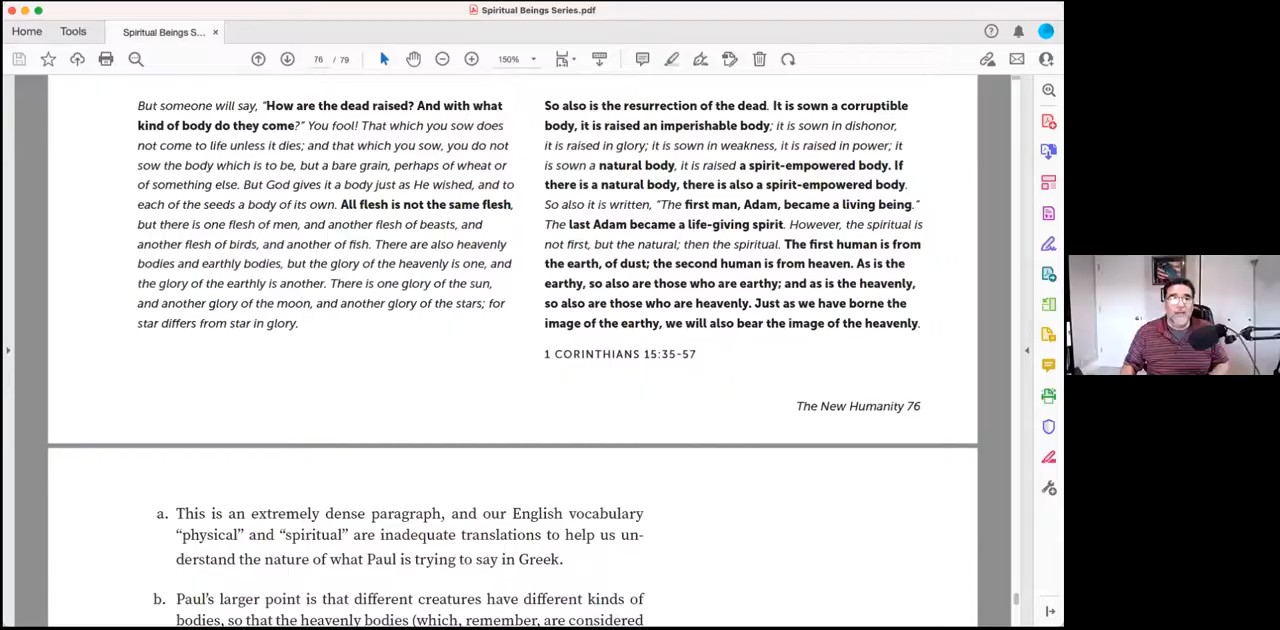 Spiritual Beings Series.pdf
Home
Tools
Spiritual Beings S... ×
76 / 79
150%
But someone will say, “How are the dead raised? And with what
kind of body do they come?” You fool! That which you sow does
not come to life unless it dies; and that which you sow, you do not
sow the body which is to be, but a bare grain, perhaps of wheat or
of something else. But God gives it a body just as He wished, and to
each of the seeds a body of its own. All flesh is not the same flesh,
but there is one flesh of men, and another flesh of beasts, and
another flesh of birds, and another of fish. There are also heavenly
bodies and earthly bodies, but the glory of the heavenly is one, and
the glory of the earthly is another. There is one glory of the sun,
and another glory of the moon, and another glory of the stars; for
star differs from star in glory.
So also is the resurrection of the dead. It is sown a corruptible
body, it is raised an imperishable body; it is sown in dishonor,
it is raised in glory; it is sown in weakness, it is raised in power; it
is sown a natural body, it is raised a spirit-empowered body. If
there is a natural body, there is also a spirit-empowered body.
So also it is written, “The first man, Adam, became a living being.”
The last Adam became a life-giving spirit. However, the spiritual is
not first, but the natural; then the spiritual. The first human is from
the earth, of dust; the second human is from heaven. As is the
earthy, so also are those who are earthy; and as is the heavenly,
so also are those who are heavenly. Just as we have borne the
image of the earthy, we will also bear the image of the heavenly.
1 CORINTHIANS 15:35-57
The New Humanity 76
a. This is an extremely dense paragraph, and our English vocabulary
“physical” and “spiritual” are inadequate translations to help us un-
derstand the nature of what Paul is trying to say in Greek.
b. Paul’s larger point is that different creatures have different kinds of
bodies, so that the heavenly bodies (which, remember, are considered